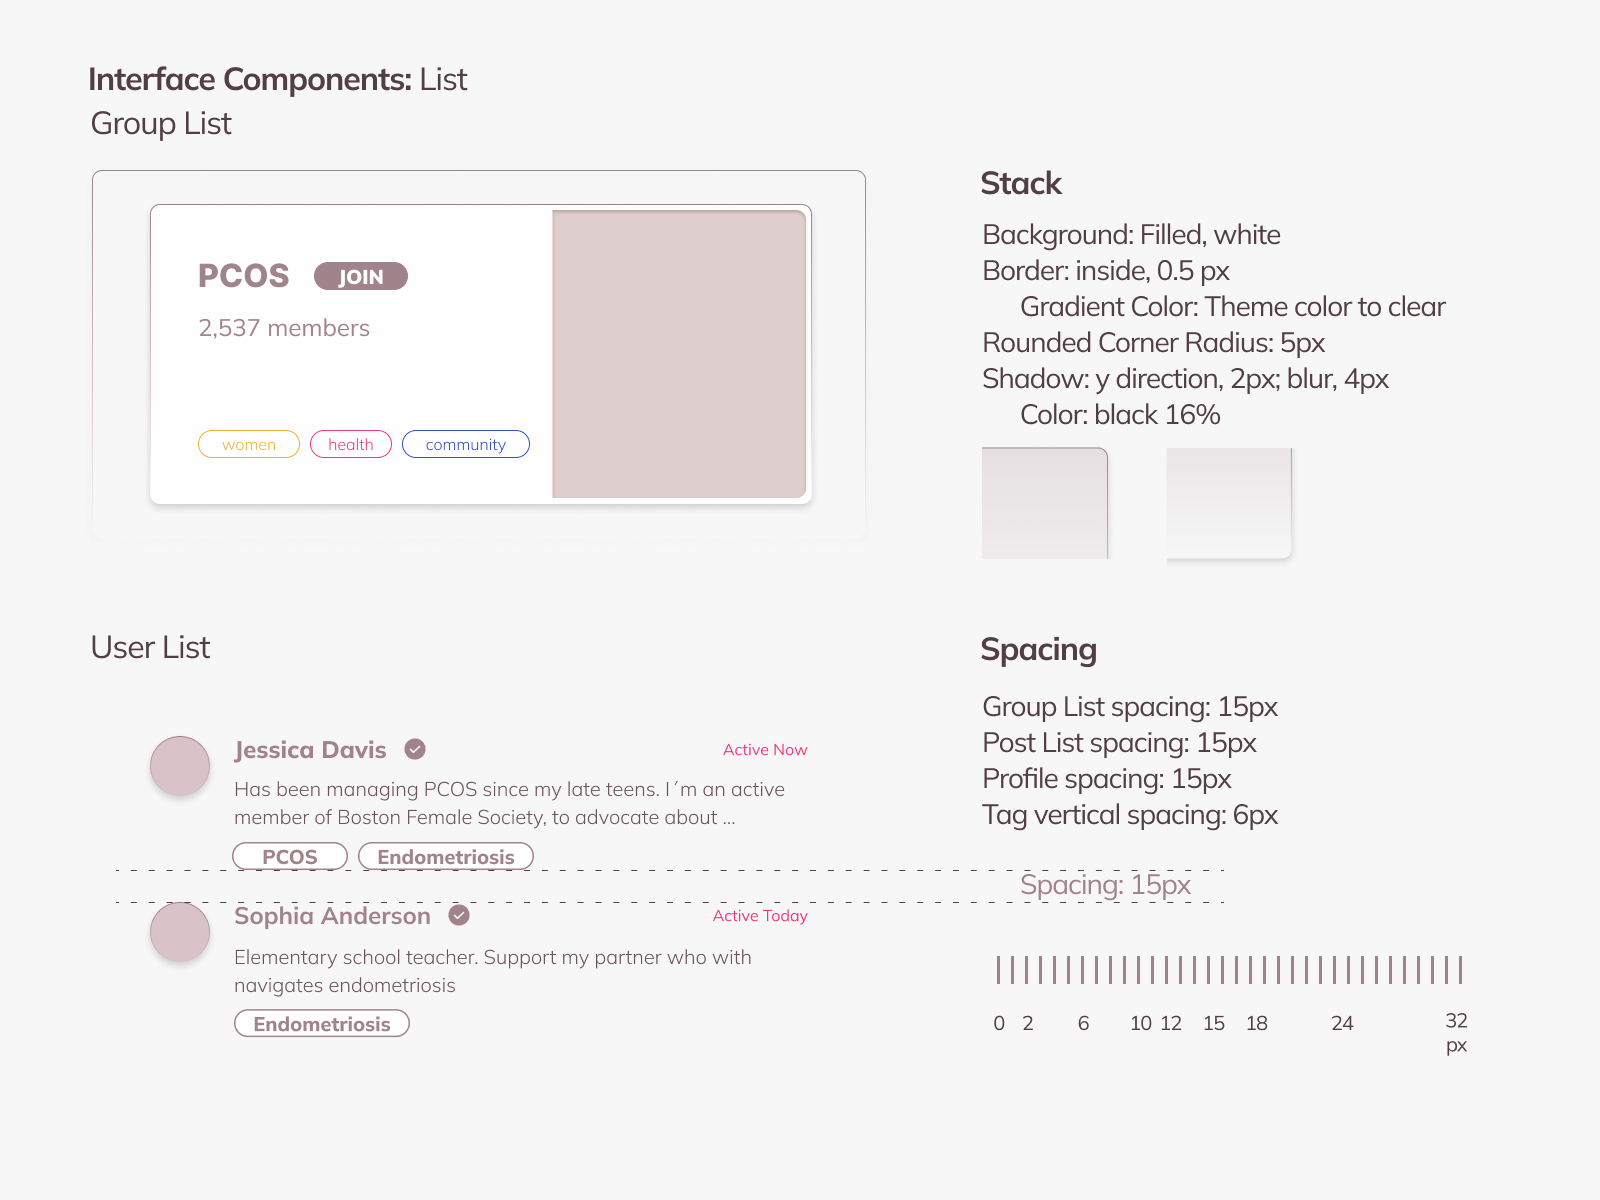 Interface Components: List
Group List
PCOS JOIN
2,537 members
women health community
Stack
Background: Filled, white
Border: inside, 0.5 px
Gradient Color: Theme color to clear
Rounded Corner Radius: 5px
Shadow: y direction, 2px; blur, 4px
Color: black 16%
User List
Jessica Davis Active Now
Has been managing PCOS since my late teens. I´m an active
member of Boston Female Society, to advocate about ...
PCOS Endometriosis
Sophia Anderson Active Today
Elementary school teacher. Support my partner who with
navigates endometriosis
Endometriosis
Spacing
Group List spacing: 15px
Post List spacing: 15px
Profile spacing: 15px
Tag vertical spacing: 6px
Spacing: 15px
0 2 6 10 12 15 18 24 32
px